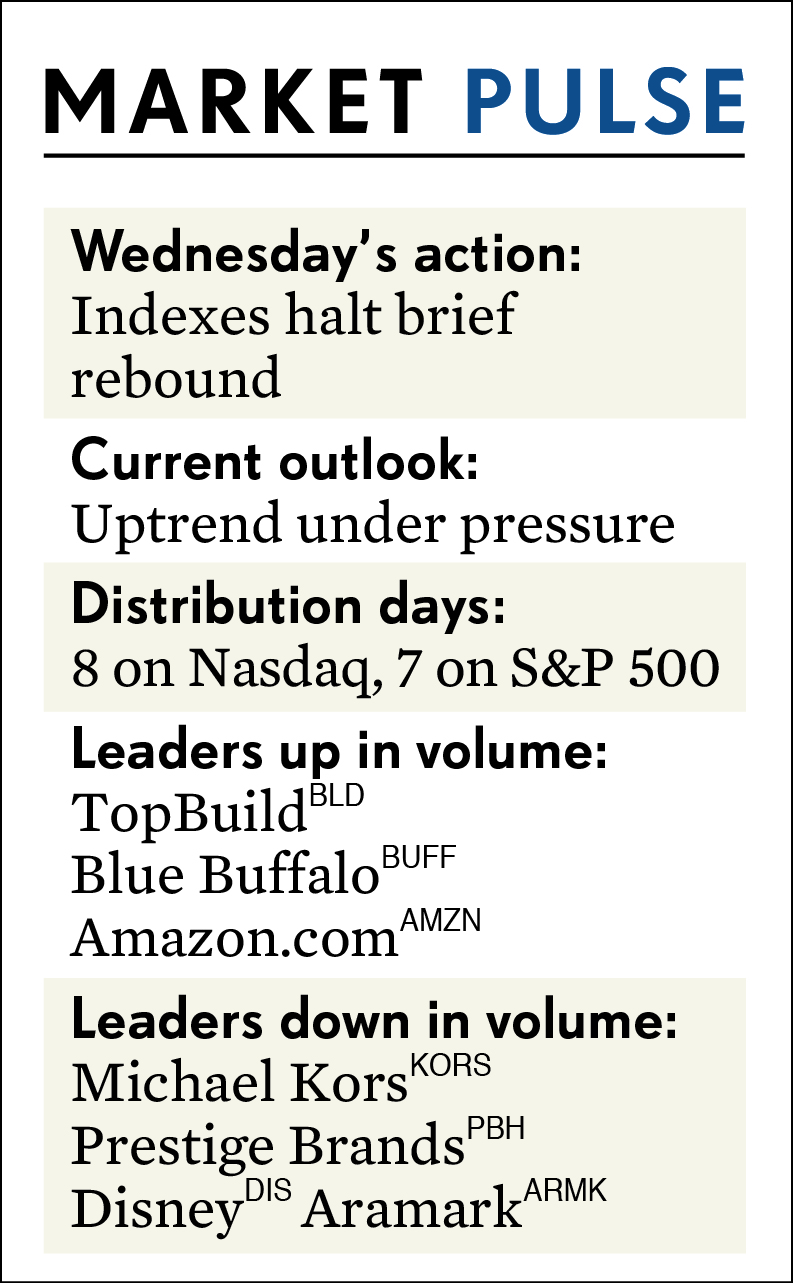 MARKET PULSE
Wednesday’s action:
Indexes halt brief
rebound
Current outlook:
Uptrend under pressure
Distribution days:
8 on Nasdaq, 7 on S&P 500
Leaders up in volume:
TopBuild BLD
Blue Buffalo BUFF
Amazon.com AMZN
Leaders down in volume:
Michael Kors KORS
Prestige Brands PBH
Disney DIS Aramark ARMK